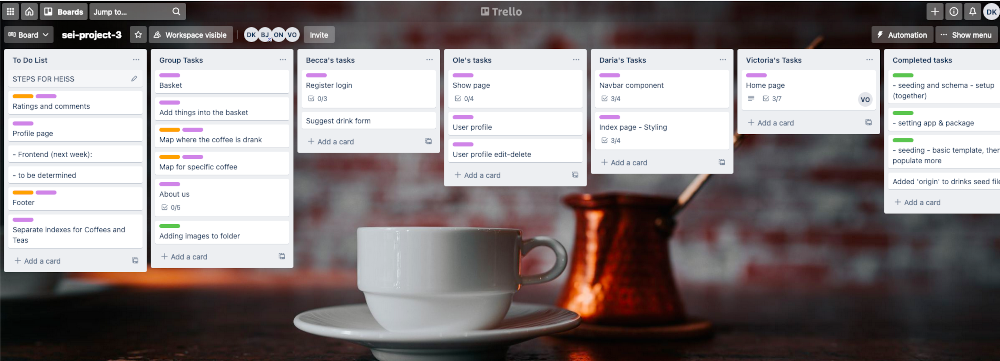 Boards
Jump to...
Trello
DK
Board
sei-project-3
Workspace visible
DK
BJ
ON
VO
Invite
Automation
Show menu
To Do List
STEPS FOR HEISS
Ratings and comments
Profile page
- Frontend (next week):
- to be determined
Footer
Separate indexes for Coffees and
Teas
+ Add a card
Group Tasks
Basket
Add things into the basket
Map where the coffee is drank
Map for specific coffee
About us
0/5
Adding images to folder
+ Add a card
Becca's tasks
Register login
0/3
Suggest drink form
+ Add a card
Ole's tasks
Show page
0/4
User profile
User profile edit-delete
+ Add a card
Daria's Tasks
Navbar component
3/4
Index page - Styling
3/4
+ Add a card
Victoria's Tasks
Home page
3/7
VO
+ Add a card
Completed tasks
- seeding and schema - setup
(together)
- setting app & package
- seeding - basic template, then
populate more
Added 'origin' to drinks seed file
+ Add a card